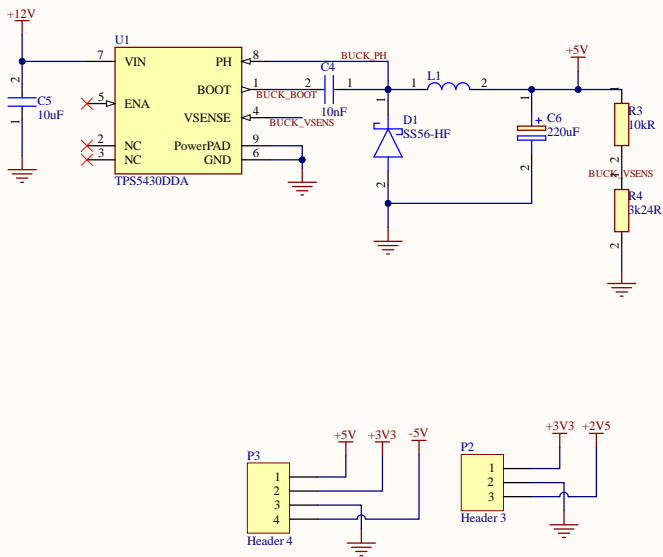 +12V
U1
7 VIN PH 8 BUCK_PH
+5V
C4
2 BOOT 1 2 1 1 L1 2
BUCK_BOOT
C5
10uF
5 ENA 10nF
VSENSE 4 BUCK_VSENS
1 D1
SS56-HF
1 C6
220uF
1 R3
10kR
1
2 NC PowerPAD 9
3 NC GND 6
TPS5430DDA
2 2 2
BUCK_VSENS
1
R4
3k24R
2
+5V +3V3 -5V
P3
1
2
3
4
Header 4
+3V3 +2V5
P2
1
2
3
Header 3